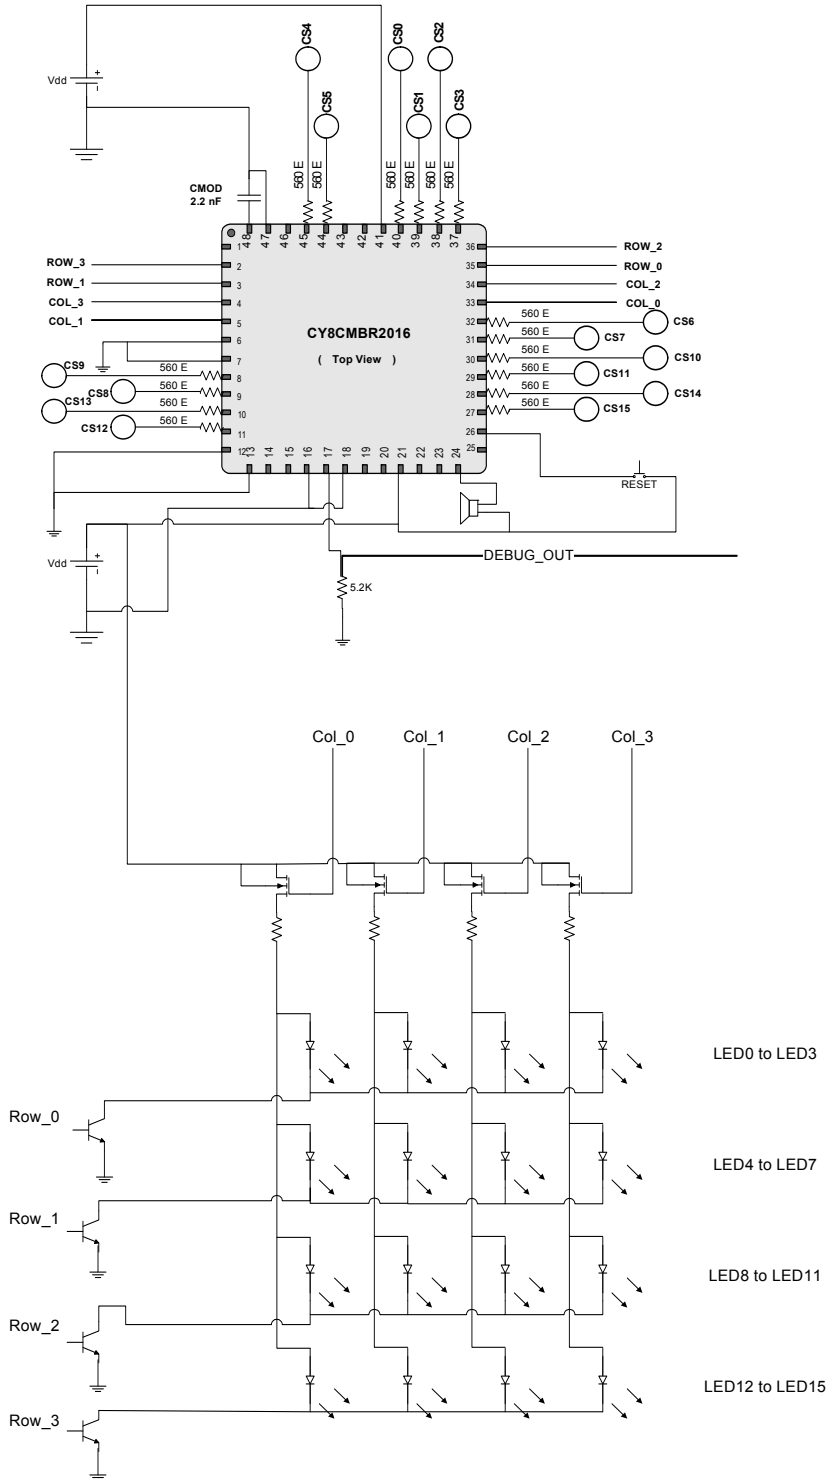 CS4
CS0
CS2
CS5
CS1
CS3
Vdd
+
-
560 E
560 E
560 E
560 E
560 E
560 E
CMOD
2.2 nF
48
47
46
45
44
43
42
41
40
39
38
37
1
2
3
4
5
6
7
8
9
10
11
12
36
35
34
33
32
31
30
29
28
27
26
25
ROW_3
ROW_1
COL_3
COL_1
ROW_2
ROW_0
COL_2
COL_0
CY8CMBR2016
( Top View )
560 E
CS6
560 E
CS7
560 E
CS10
560 E
CS11
560 E
CS14
560 E
CS15
CS9
560 E
CS8
560 E
CS13
560 E
CS12
560 E
13
14
15
16
17
18
19
20
21
22
23
24
RESET
Vdd
+
-
DEBUG_OUT
5.2K
Col_0
Col_1
Col_2
Col_3
LED0 to LED3
Row_0
LED4 to LED7
Row_1
LED8 to LED11
Row_2
LED12 to LED15
Row_3